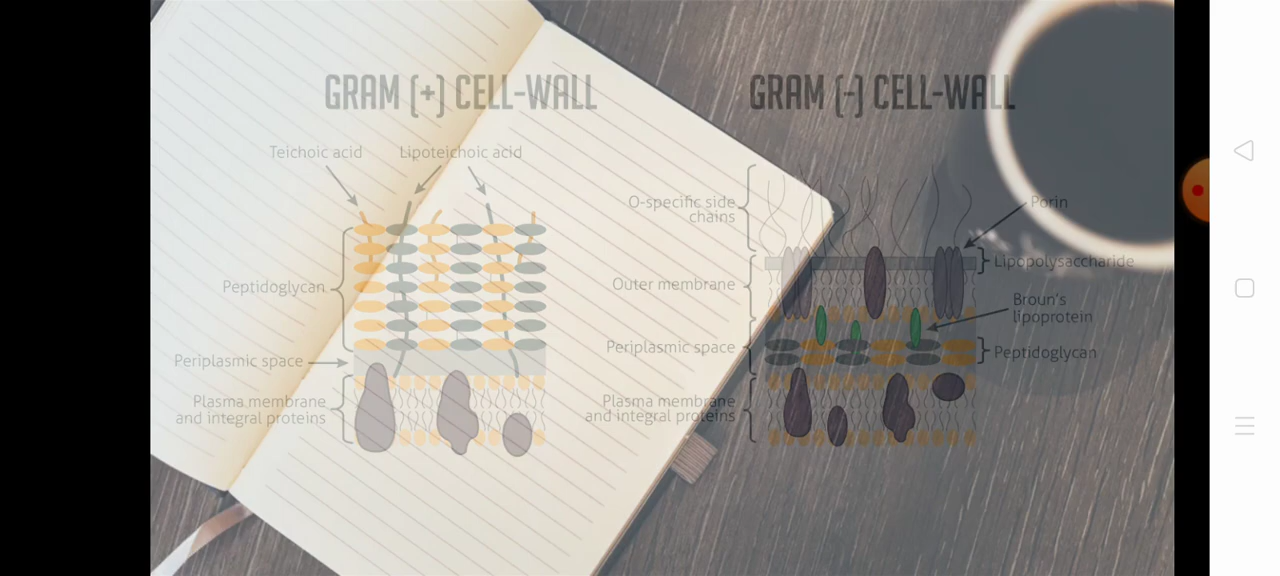 GRAM (+) CELL-WALL
Teichoic acid
Lipoteichoic acid
Peptidoglycan
Periplasmic space
Plasma membrane
and integral proteins
GRAM (-) CELL-WALL
O-specific side
chains
Outer membrane
Periplasmic space
Plasma membrane
and integral proteins
Porin
Lipopolysaccharide
Broun's
lipoprotein
Peptidoglycan